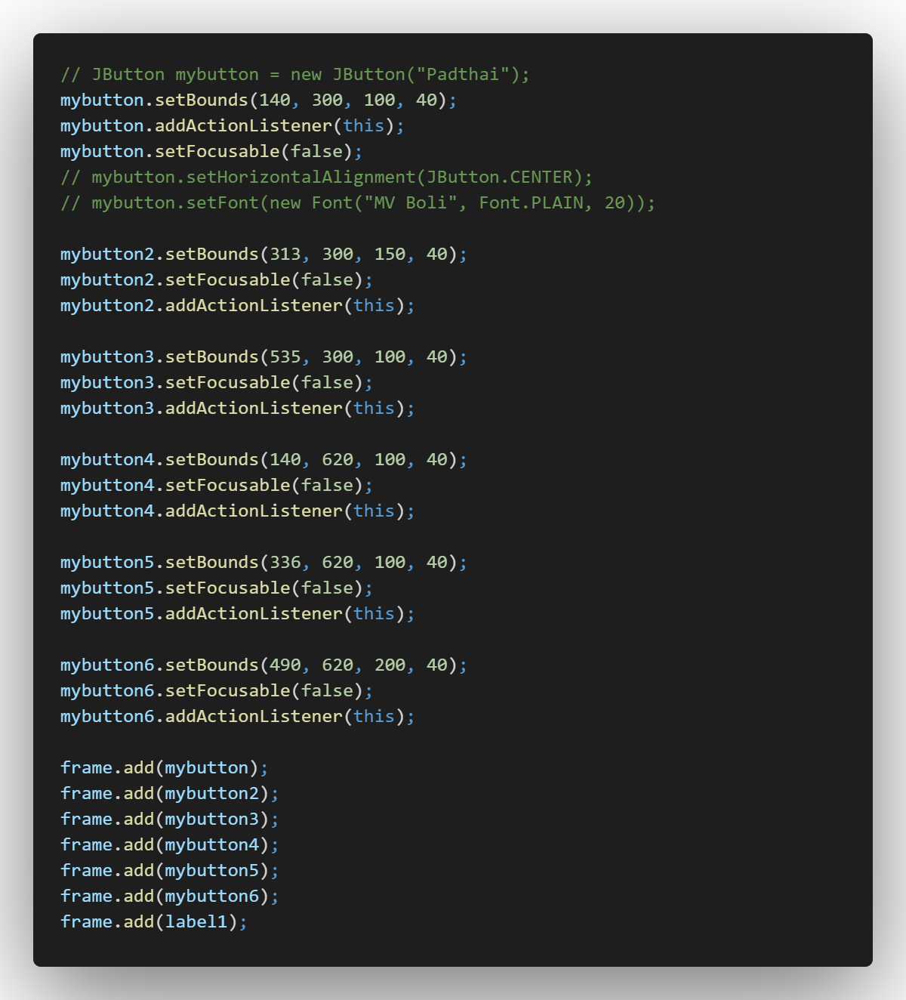 // JButton mybutton = new JButton("Padthai");
mybutton.setBounds(140, 300, 100, 40);
mybutton.addActionListener(this);
mybutton.setFocusable(false);
// mybutton.setHorizontalAlignment(JButton.CENTER);
// mybutton.setFont(new Font("MV Boli", Font.PLAIN, 20));

mybutton2.setBounds(313, 300, 150, 40);
mybutton2.setFocusable(false);
mybutton2.addActionListener(this);

mybutton3.setBounds(535, 300, 100, 40);
mybutton3.setFocusable(false);
mybutton3.addActionListener(this);

mybutton4.setBounds(140, 620, 100, 40);
mybutton4.setFocusable(false);
mybutton4.addActionListener(this);

mybutton5.setBounds(336, 620, 100, 40);
mybutton5.setFocusable(false);
mybutton5.addActionListener(this);

mybutton6.setBounds(490, 620, 200, 40);
mybutton6.setFocusable(false);
mybutton6.addActionListener(this);

frame.add(mybutton);
frame.add(mybutton2);
frame.add(mybutton3);
frame.add(mybutton4);
frame.add(mybutton5);
frame.add(mybutton6);
frame.add(label1);